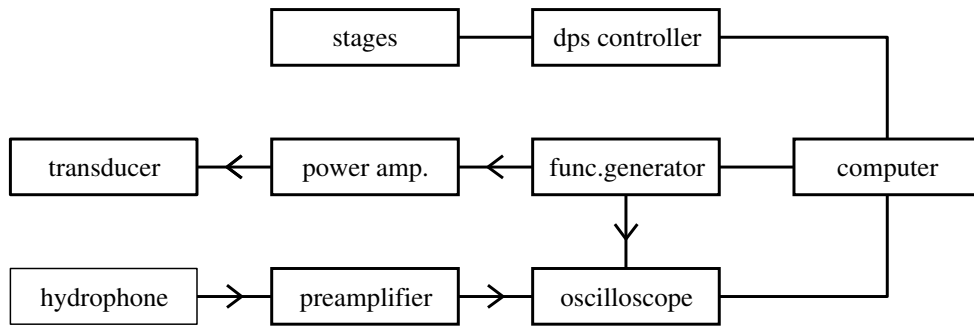 stages
dps controller
transducer
power amp.
func.generator
computer
hydrophone
preamplifier
oscilloscope